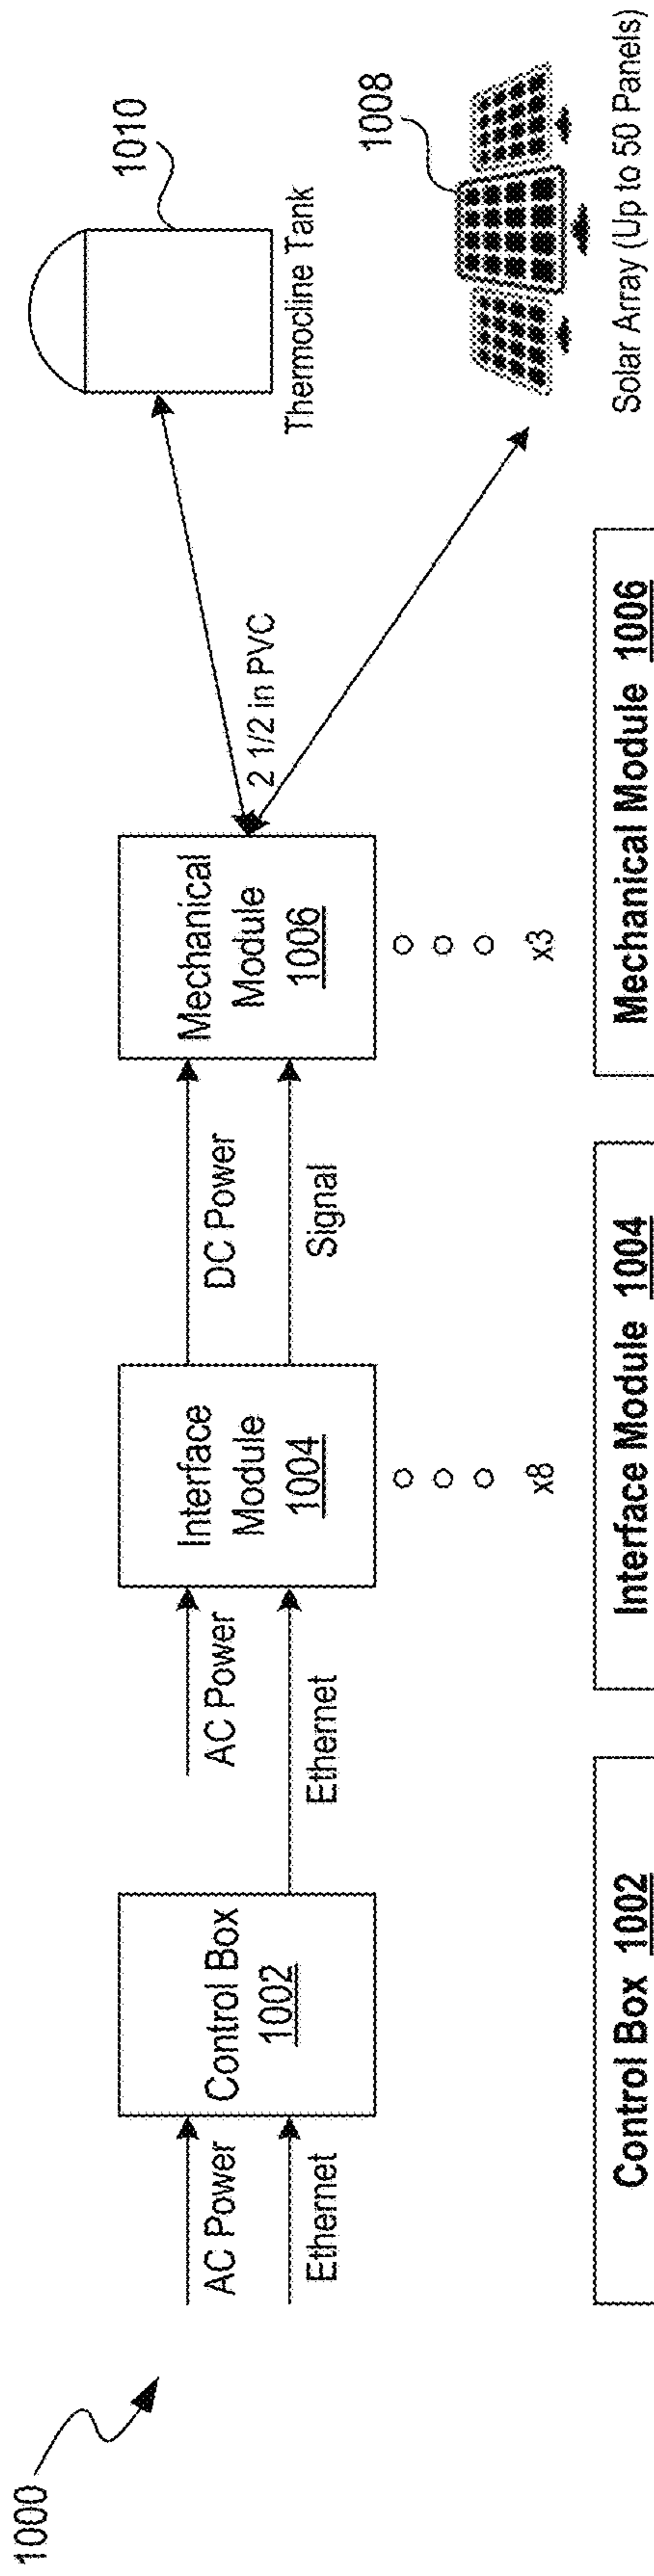 1000
AC Power
Ethernet
Control Box
1002
AC Power
Ethernet
Interface
Module
1004
x8
DC Power
Signal
Mechanical
Module
1006
x3
2 1/2 in PVC
1010
Thermocline Tank
1008
Solar Array (Up to 50 Panels)
Control Box 1002
Interface Module 1004
Mechanical Module 1006